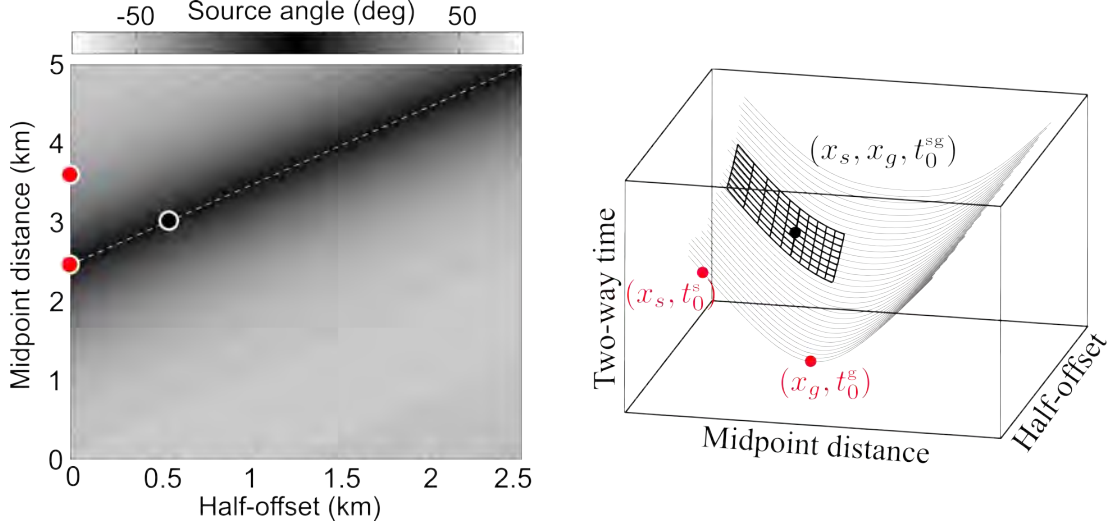 Source angle (deg)
-50 50
Midpoint distance (km)
5
4
3
2
1
0
0 0.5 1 1.5 2 2.5
Half-offset (km)
Two-way time
(x_s, x_g, t_0^{sg})
(x_s, t_0^s)
(x_g, t_0^g)
Midpoint distance
Half-offset